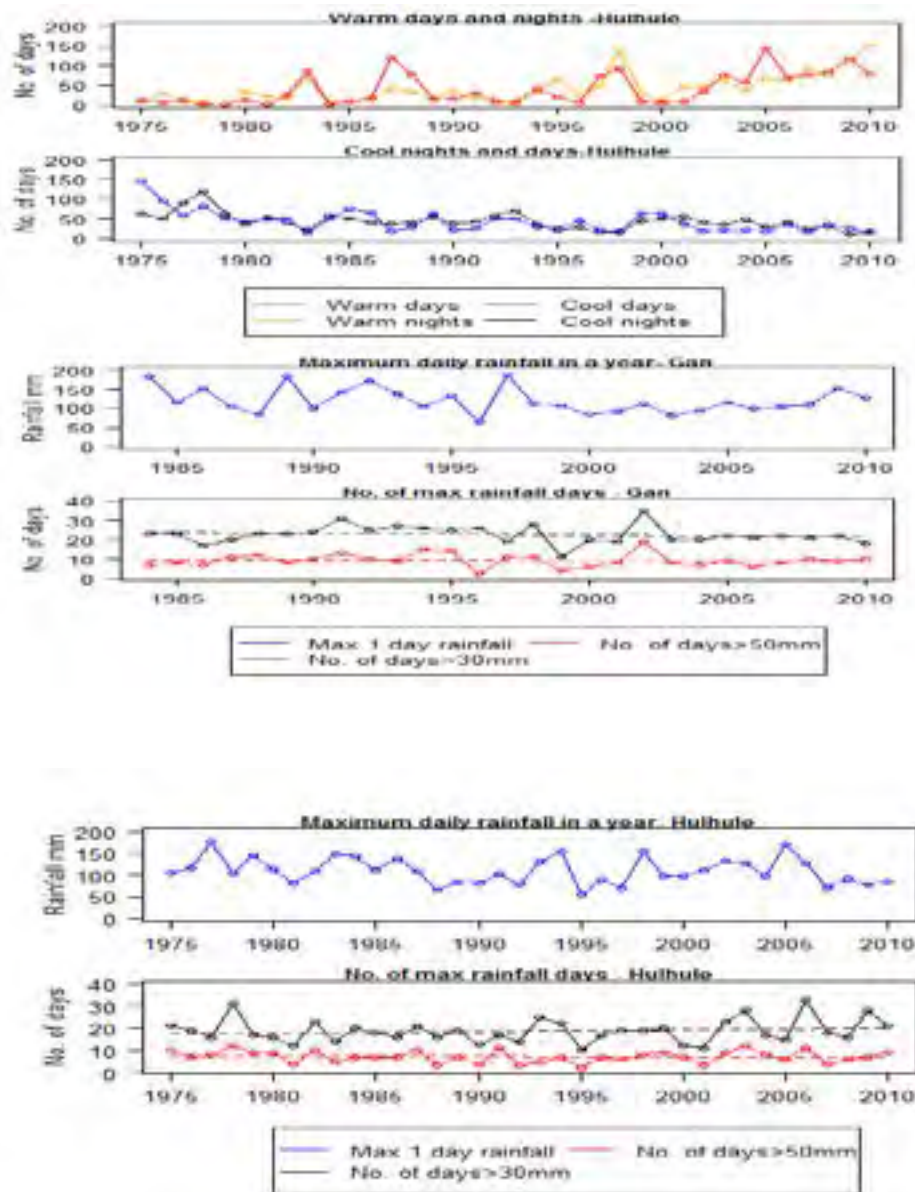 Warm days and nights -Hulhule
No. of days
200
150
100
50
0
1975 1980 1985 1990 1995 2000 2005 2010
Cool nights and days-Hulhule
No. of days
200
150
100
50
0
1975 1980 1985 1990 1995 2000 2005 2010
Warm days Cool days
Warm nights Cool nights
Maximum daily rainfall in a year- Gan
Rainfall mm
200
150
100
50
0
1985 1990 1995 2000 2005 2010
No. of max rainfall days - Gan
No. of days
40
30
20
10
0
1985 1990 1995 2000 2005 2010
Max 1 day rainfall No. of days>50mm
No. of days>30mm
Maximum daily rainfall in a year Hulhule
Rainfall mm
200
150
100
50
0
1975 1980 1985 1990 1995 2000 2005 2010
No. of max rainfall days Hulhule
No. of days
40
30
20
10
0
1975 1980 1985 1990 1995 2000 2005 2010
Max 1 day rainfall No. of days>50mm
No. of days>30mm